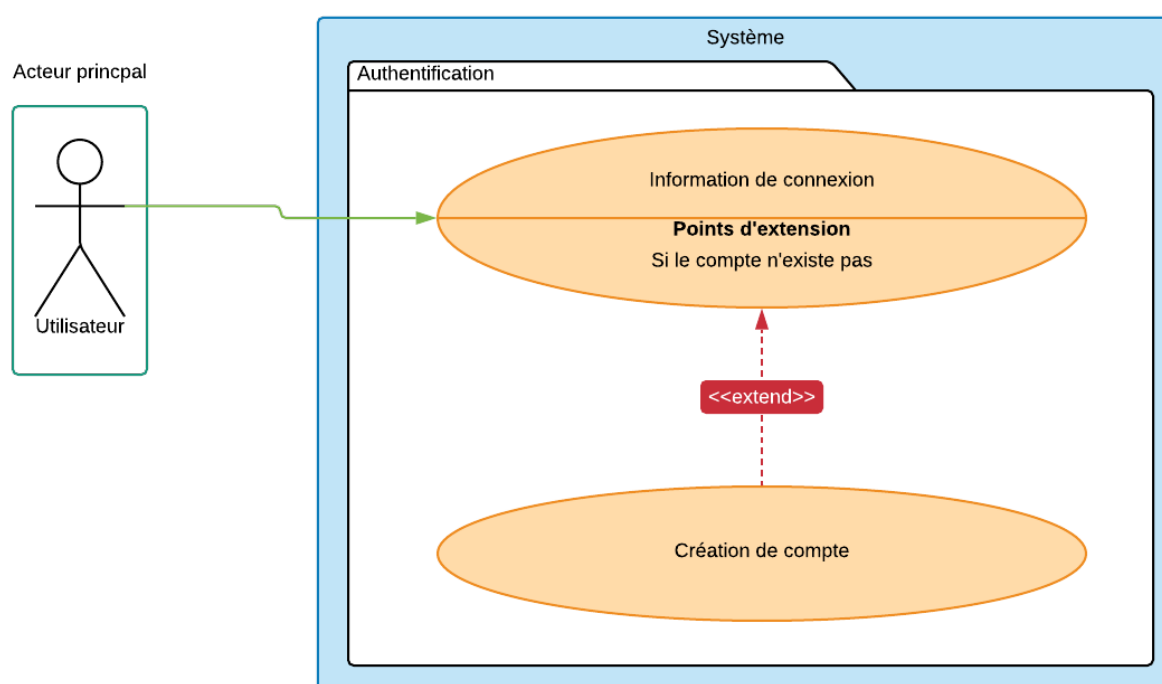 Système
Acteur princpal
Authentification
Information de connexion
Points d'extension
Si le compte n'existe pas
Utilisateur
<<extend>>
Création de compte